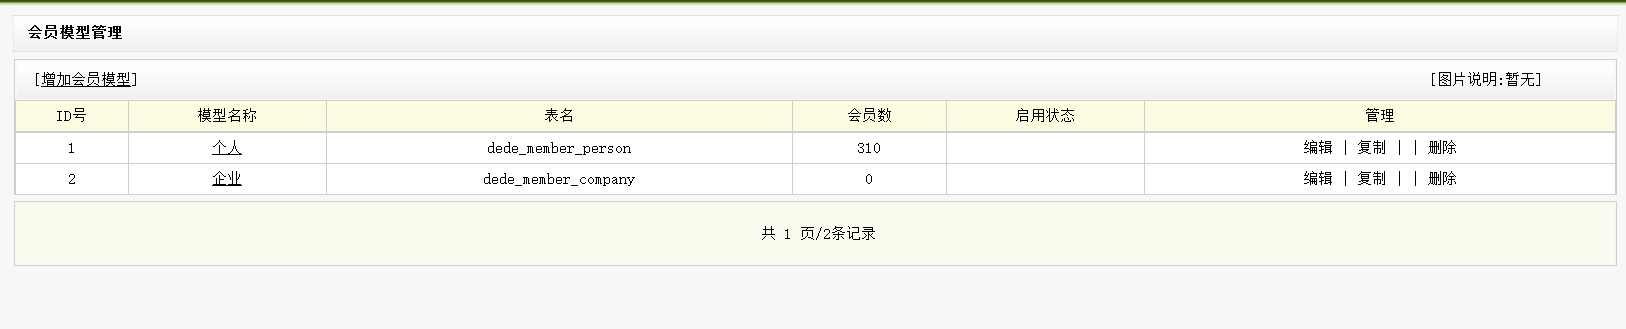 会员模型管理
[增加会员模型] [图片说明:暂无]
ID号 模型名称 表名 会员数 启用状态 管理
1 个人 dede_member_person 310 编辑 | 复制 | | 删除
2 企业 dede_member_company 0 编辑 | 复制 | | 删除
共 1 页/2条记录